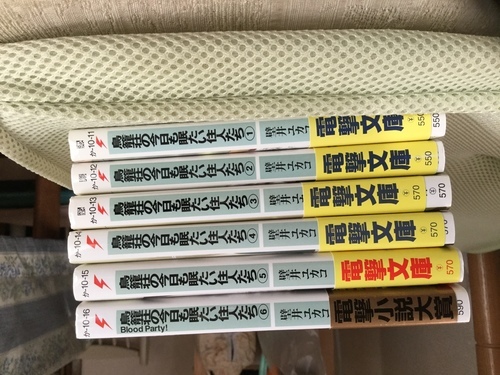 か-10-11 鳥籠荘の今日も眠たい住人たち① 壁井ユカコ 電撃文庫 550
か-10-12 鳥籠荘の今日も眠たい住人たち② 壁井ユカコ 電撃文庫 550
か-10-13 鳥籠荘の今日も眠たい住人たち③ 壁井ユ 電撃文庫 570
か-10-14 鳥籠荘の今日も眠たい住人たち④ 壁井ユカコ 電撃文庫 570
か-10-15 鳥籠荘の今日も眠たい住人たち⑤ 壁井ユカコ 電撃文庫 570
か-10-16 鳥籠荘の今日も眠たい住人たち⑥ 壁井ユカコ 電撃小説大賞 590
Blood Party!